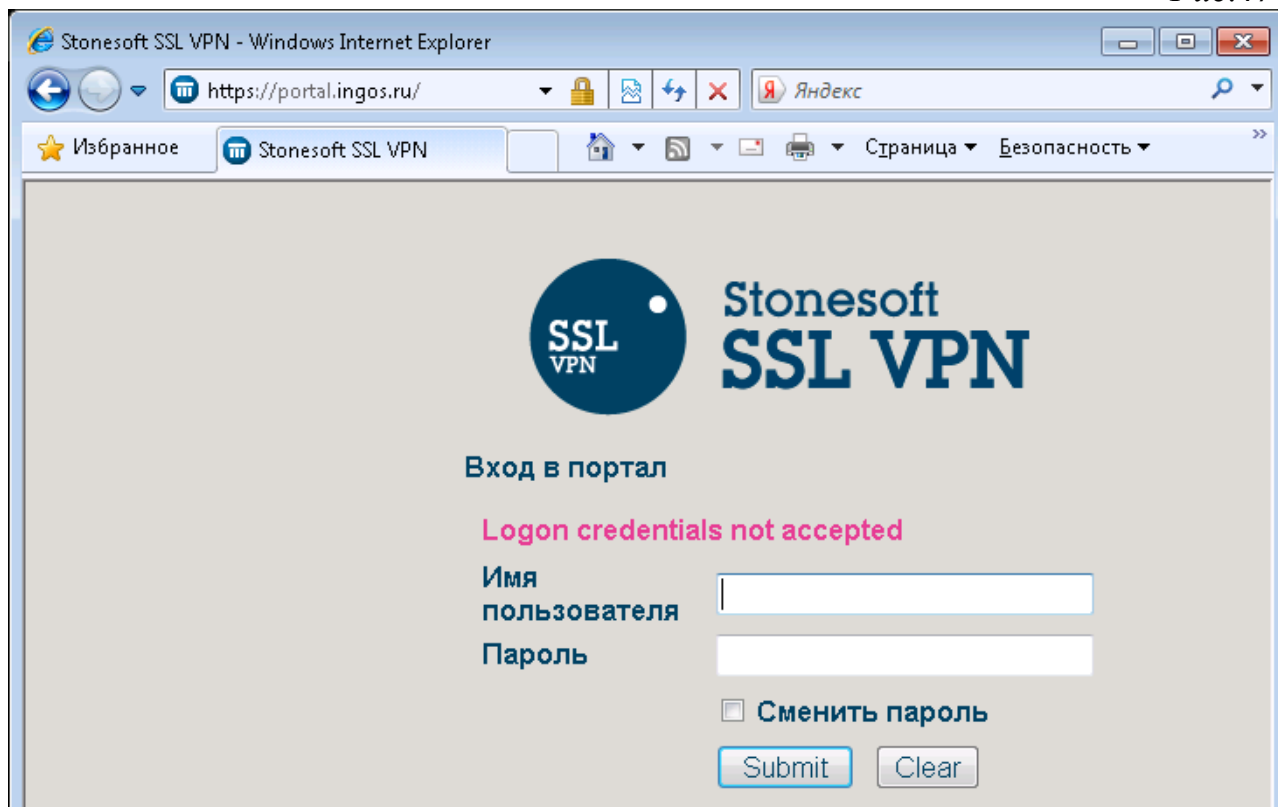 Stonesoft SSL VPN - Windows Internet Explorer
https://portal.ingos.ru/
Я Яндекс
Избранное
Stonesoft SSL VPN
Страница
Безопасность
SSL
VPN
Stonesoft
SSL VPN
Вход в портал
Logon credentials not accepted
Имя
пользователя
Пароль
Сменить пароль
Submit
Clear